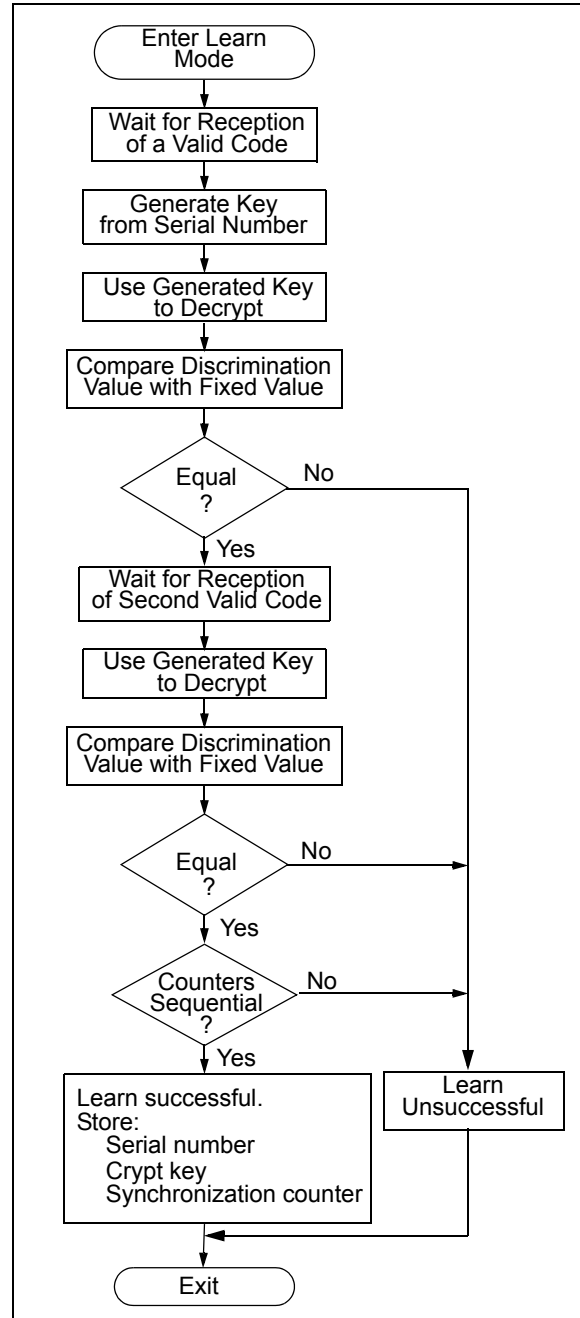 Enter Learn
Mode
Wait for Reception
of a Valid Code
Generate Key
from Serial Number
Use Generated Key
to Decrypt
Compare Discrimination
Value with Fixed Value
Equal
?
No
Yes
Wait for Reception
of Second Valid Code
Use Generated Key
to Decrypt
Compare Discrimination
Value with Fixed Value
Equal
?
No
Yes
Counters
Sequential
?
No
Yes
Learn successful.
Store:
Serial number
Crypt key
Synchronization counter
Learn
Unsuccessful
Exit